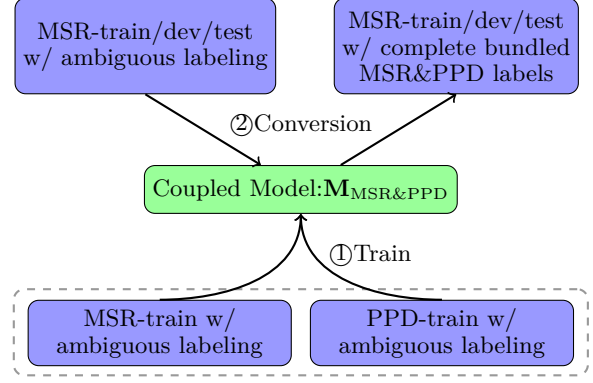 MSR-train/dev/test
w/ ambiguous labeling
MSR-train/dev/test
w/ complete bundled
MSR&PPD labels
②Conversion
Coupled Model:M_MSR&PPD
①Train
MSR-train w/
ambiguous labeling
PPD-train w/
ambiguous labeling